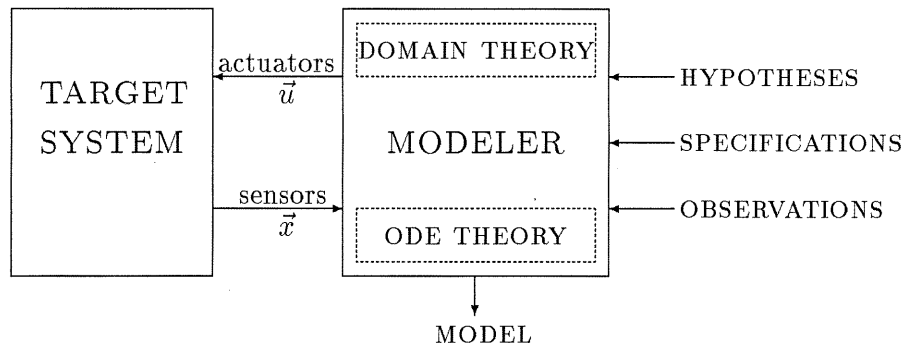 TARGET
SYSTEM
actuators
u⃗
sensors
x⃗
DOMAIN THEORY
MODELER
ODE THEORY
HYPOTHESES
SPECIFICATIONS
OBSERVATIONS
MODEL